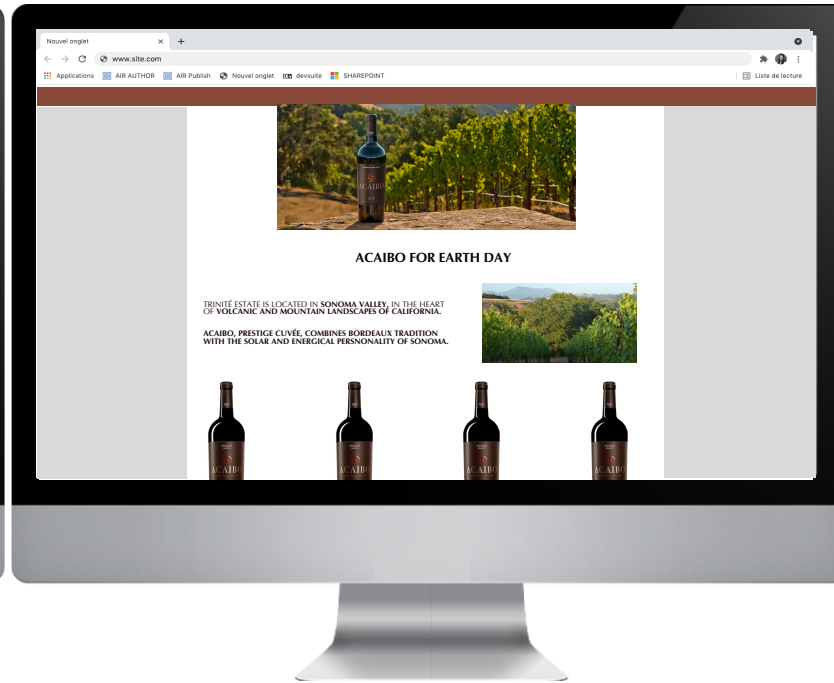 Nouvel onglet
www.site.com
Applications AIR AUTHOR AIR Publish Nouvel onglet devsuite SHAREPOINT Liste de lecture
ACAIBO
ACAIBO FOR EARTH DAY
TRINITÉ ESTATE IS LOCATED IN SONOMA VALLEY, IN THE HEART
OF VOLCANIC AND MOUNTAIN LANDSCAPES OF CALIFORNIA.
ACAIBO, PRESTIGE CUVÉE, COMBINES BORDEAUX TRADITION
WITH THE SOLAR AND ENERGICAL PERSNONALITY OF SONOMA.
ACAIBO ACAIBO ACAIBO ACAIBO